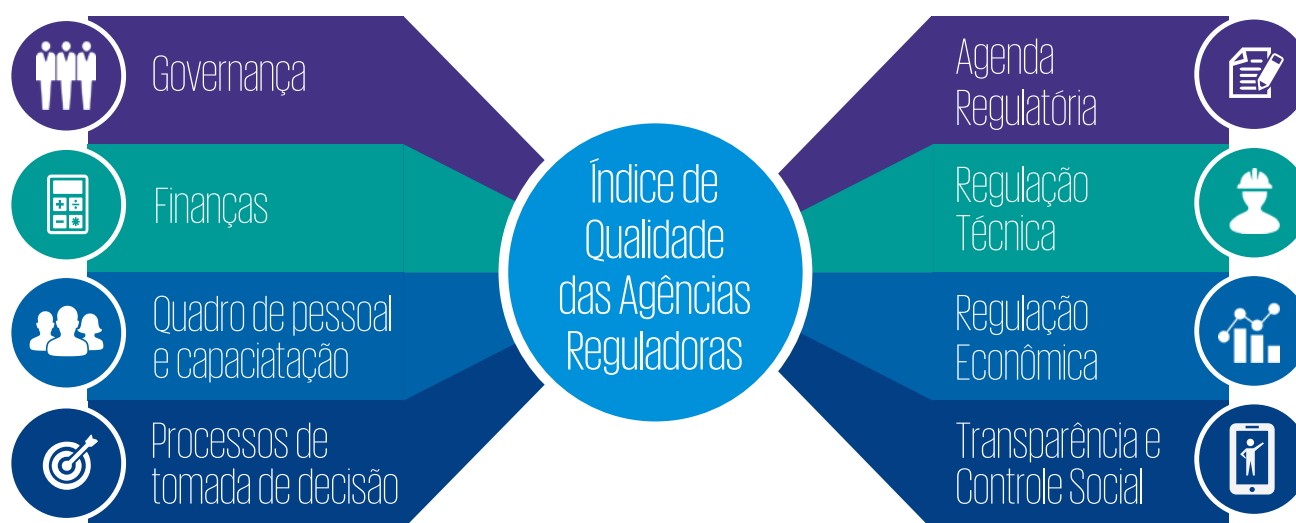 Governança
Finanças
Quadro de pessoal
e capaciatação
Processos de
tomada de decisão
Índice de
Qualidade
das Agências
Reguladoras
Agenda
Regulatória
Regulação
Técnica
Regulação
Econômica
Transparência e
Controle Social